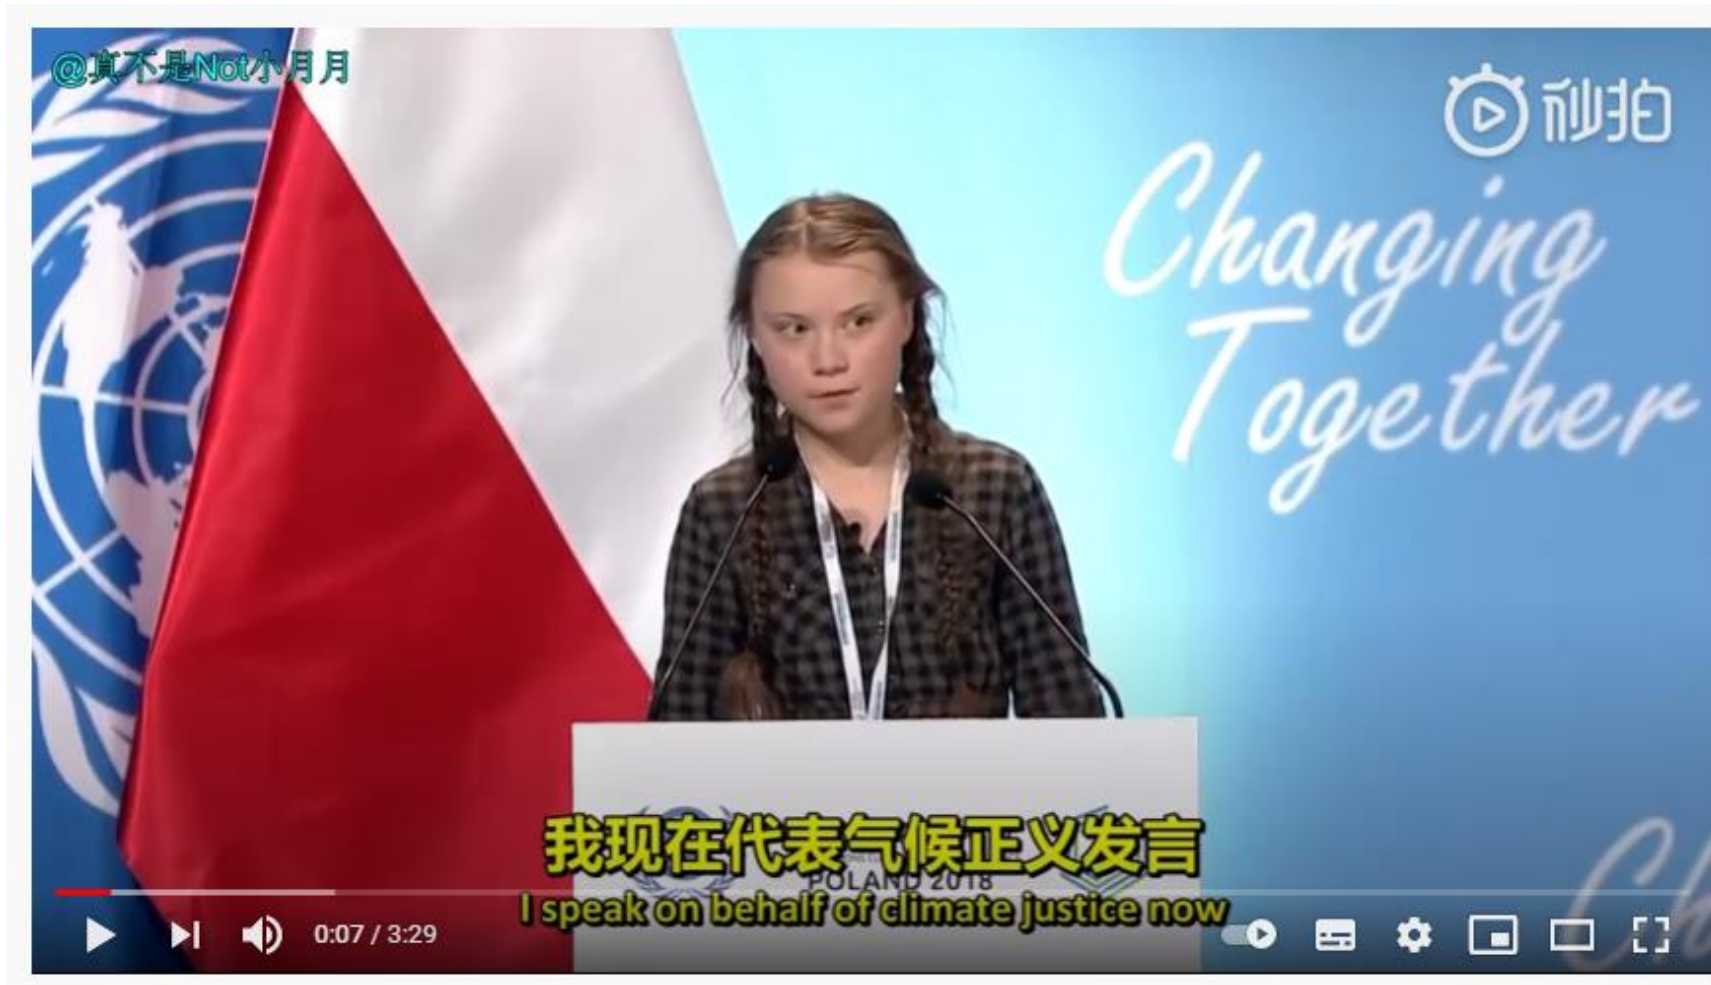 @真不是Not小月月
秒拍
Changing
Together
我现在代表气候正义发言
POLAND 2018
I speak on behalf of climate justice now
0:07 / 3:29